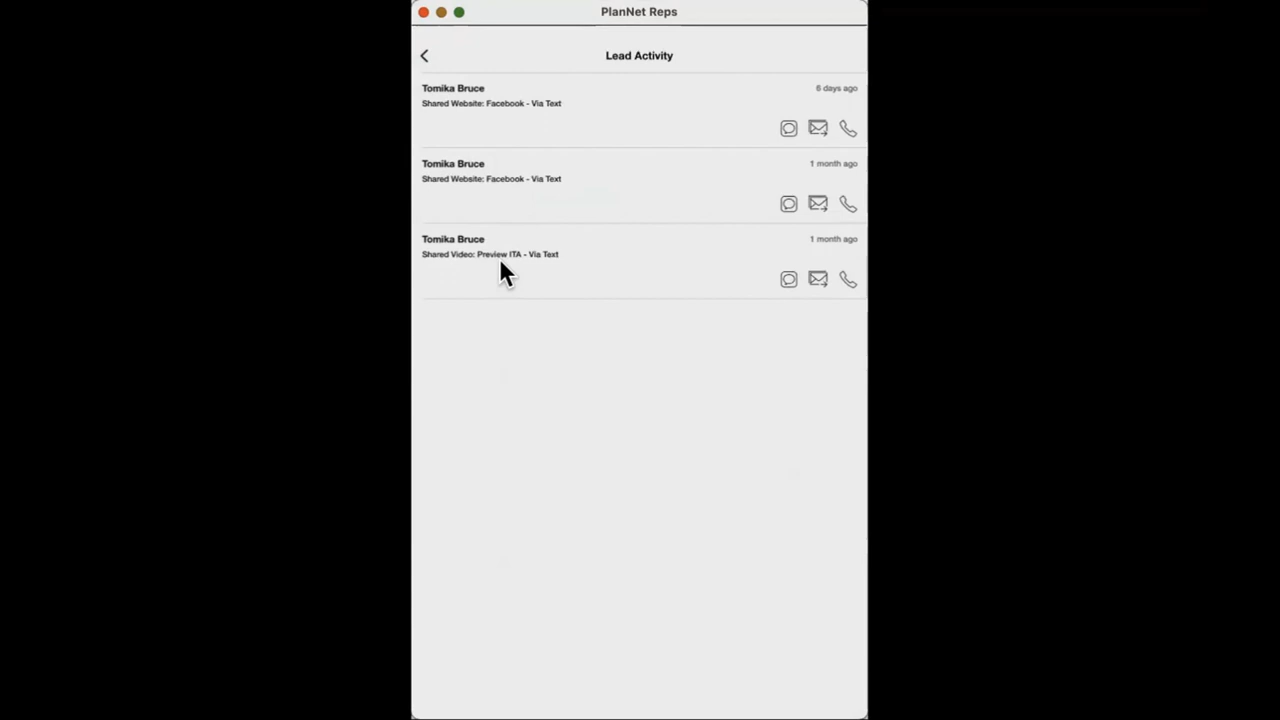 PlanNet Reps
Lead Activity
Tomika Bruce
6 days ago
Shared Website: Facebook - Via Text
Tomika Bruce
1 month ago
Shared Website: Facebook - Via Text
Tomika Bruce
1 month ago
Shared Video: Preview ITA - Via Text